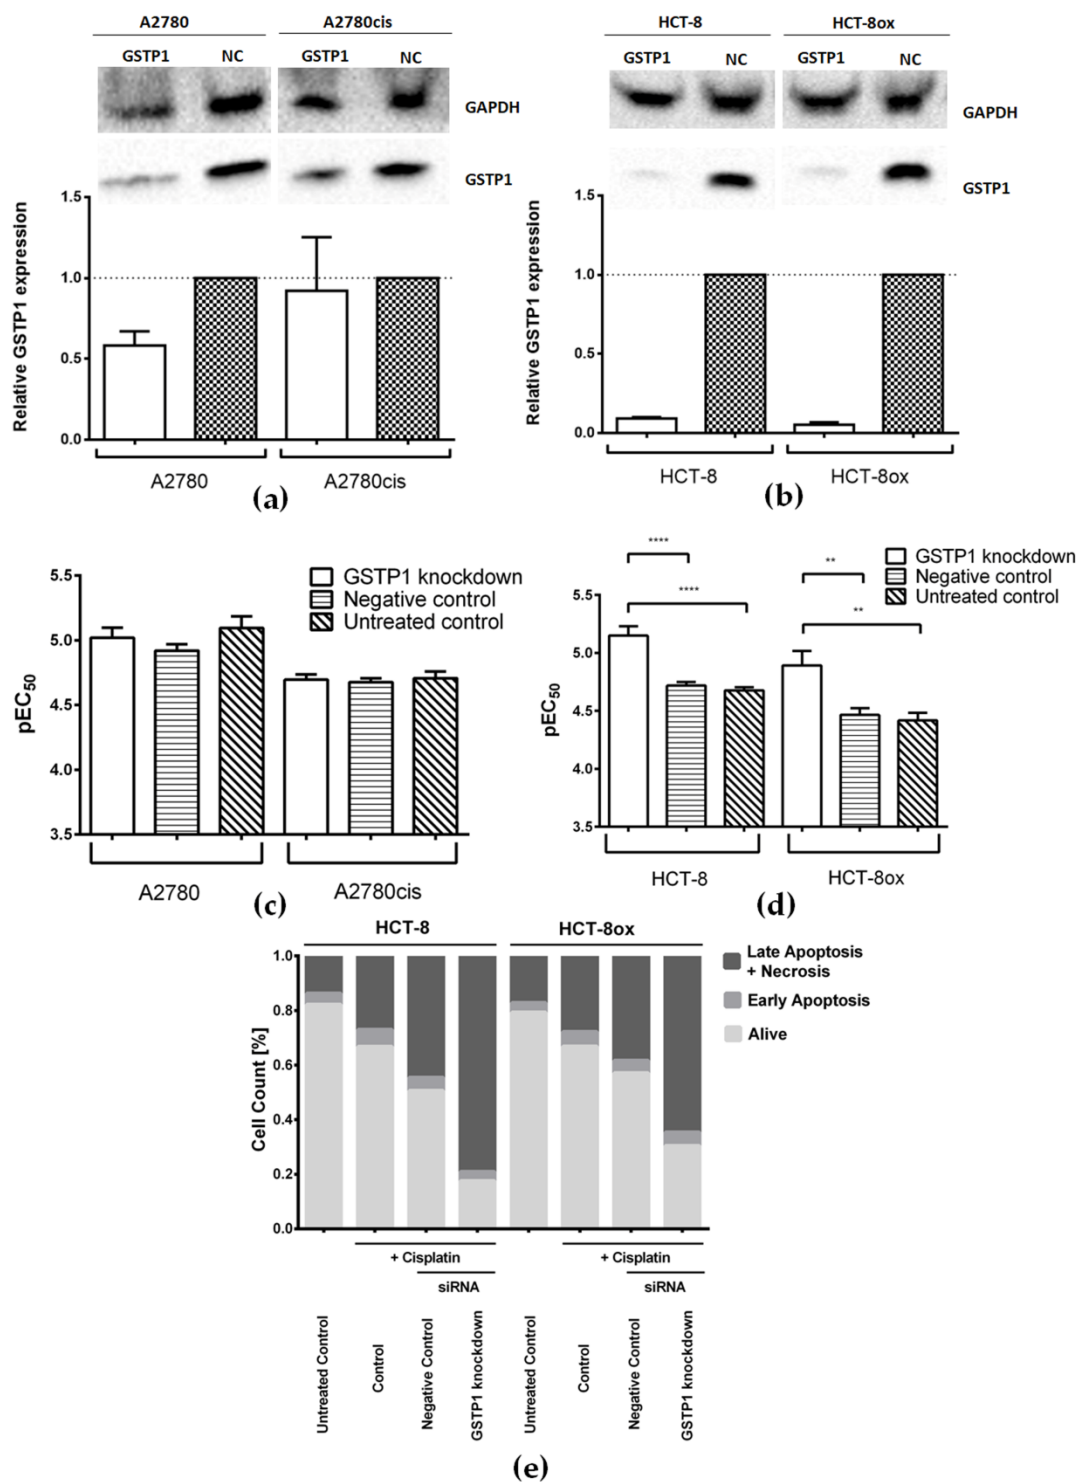 A2780 A2780cis
GSTP1 NC GSTP1 NC
GAPDH
GSTP1
1.5
1.0
0.5
0.0
Relative GSTP1 expression
A2780 A2780cis
(a)
HCT-8 HCT-8ox
GSTP1 NC GSTP1 NC
GAPDH
GSTP1
1.5
1.0
0.5
0.0
Relative GSTP1 expression
HCT-8 HCT-8ox
(b)
5.5
5.0
4.5
4.0
3.5
pEC50
GSTP1 knockdown
Negative control
Untreated control
A2780 A2780cis
(c)
**** **
**** **
GSTP1 knockdown
Negative control
Untreated control
5.5
5.0
4.5
4.0
3.5
pEC50
HCT-8 HCT-8ox
(d)
HCT-8 HCT-8ox
1.0
0.8
0.6
0.4
0.2
0.0
Cell Count [%]
Late Apoptosis
+ Necrosis
Early Apoptosis
Alive
+ Cisplatin + Cisplatin
siRNA siRNA
Untreated Control
Control
Negative Control
GSTP1 knockdown
Untreated Control
Control
Negative Control
GSTP1 knockdown
(e)